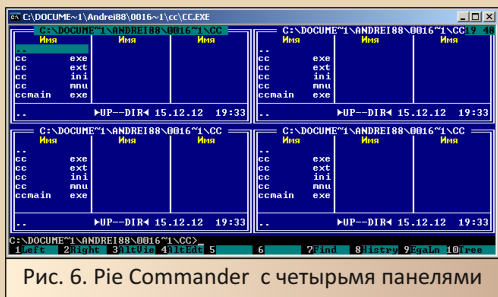 C:\DOCUME~1\Andrei88\0016~1\cc\CC.EXE
C:\DOCUME~1\ANDREI88\0016~1\CC C:\DOCUME~1\ANDREI88\0016~1\CC 19 48
Имя Имя Имя Имя Имя Имя
.. ..
cc exe cc exe
cc ext cc ext
cc ini cc ini
cc mnu cc mnu
ccmain exe ccmain exe
.. ►UP--DIR◄ 15.12.12 19:33 .. ►UP--DIR◄ 15.12.12 19:33
C:\DOCUME~1\ANDREI88\0016~1\CC C:\DOCUME~1\ANDREI88\0016~1\CC
Имя Имя Имя Имя Имя Имя
.. ..
cc exe cc exe
cc ext cc ext
cc ini cc ini
cc mnu cc mnu
ccmain exe ccmain exe
.. ►UP--DIR◄ 15.12.12 19:33 .. ►UP--DIR◄ 15.12.12 19:33
C:\DOCUME~1\ANDREI88\0016~1\CC>_
1Left 2Right 3AltVie 4AltEdt 5 6 7Find 8Histry 9EgaLn 10Tree
Рис. 6. Pie Commander с четырьмя панелями